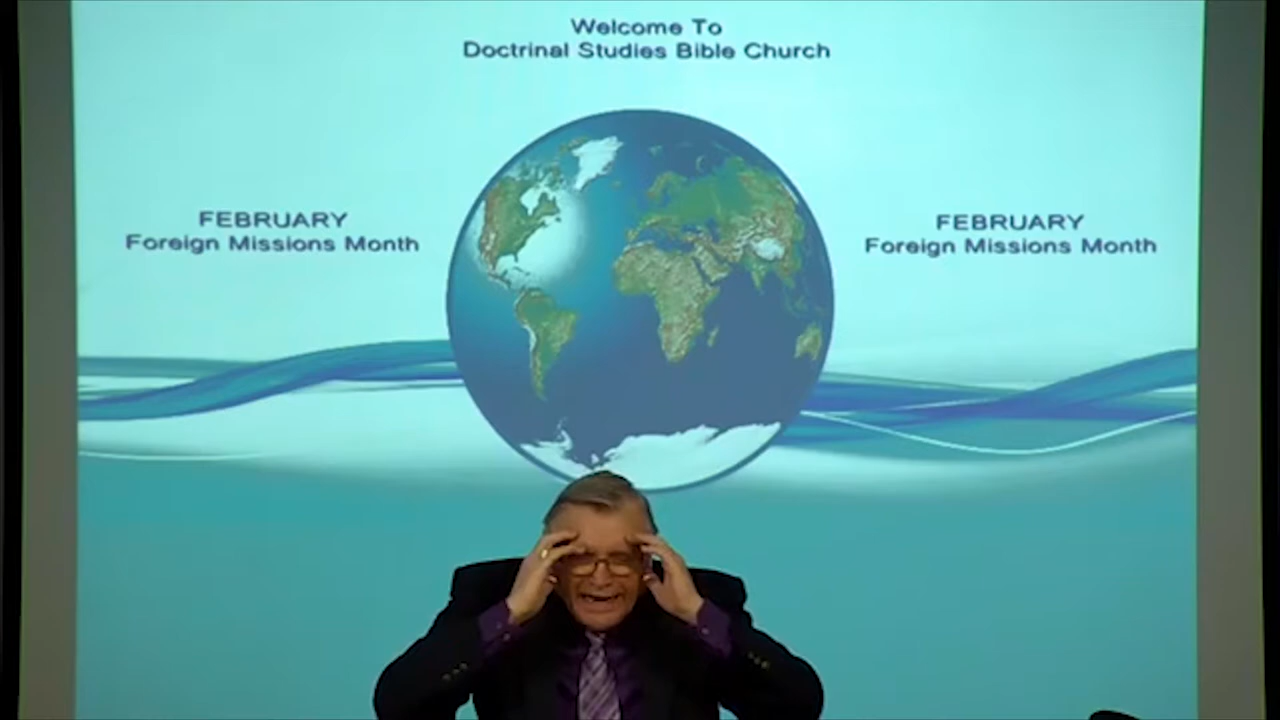 Welcome To
Doctrinal Studies Bible Church
FEBRUARY
Foreign Missions Month
FEBRUARY
Foreign Missions Month